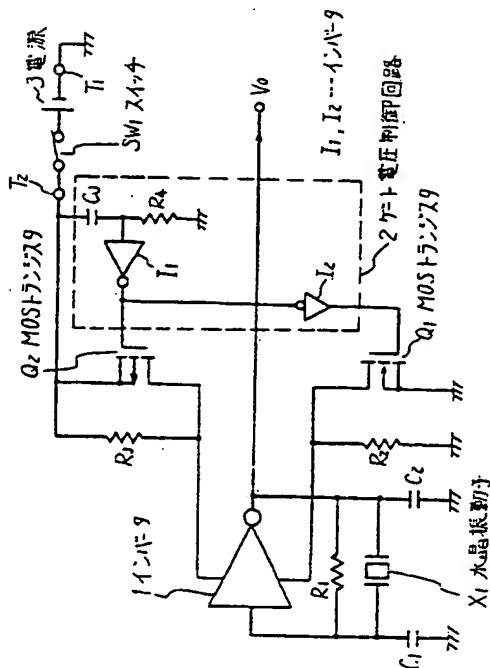 ~3電源
T1
SW1 スイッチ
T2
I1, I2 … インバータ
V0
2 ゲート電圧制御回路
C3
R4
I1
I2
Q2 MOSトランジスタ
Q1 MOSトランジスタ
R3
R2
1 インバータ
R1
C2
C1
X1 水晶振動子